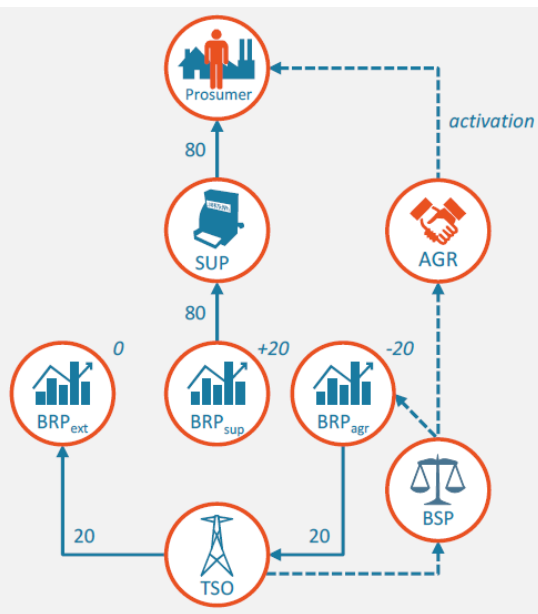 Prosumer
activation
80
SUP
AGR
80
0
+20
-20
BRPext
BRPsup
BRPagr
BSP
20
20
TSO